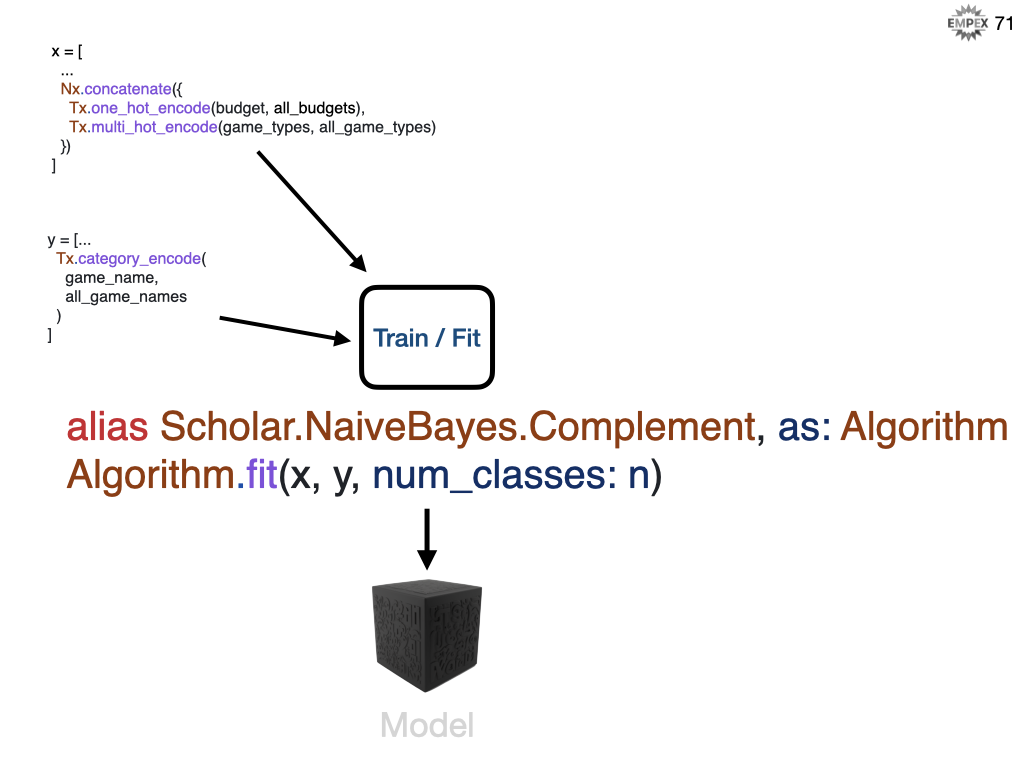 EMPEX 71
x = [
...
Nx.concatenate({
Tx.one_hot_encode(budget, all_budgets),
Tx.multi_hot_encode(game_types, all_game_types)
})
]
y = [...
Tx.category_encode(
game_name,
all_game_names
)
]
Train / Fit
alias Scholar.NaiveBayes.Complement, as: Algorithm
Algorithm.fit(x, y, num_classes: n)
Model